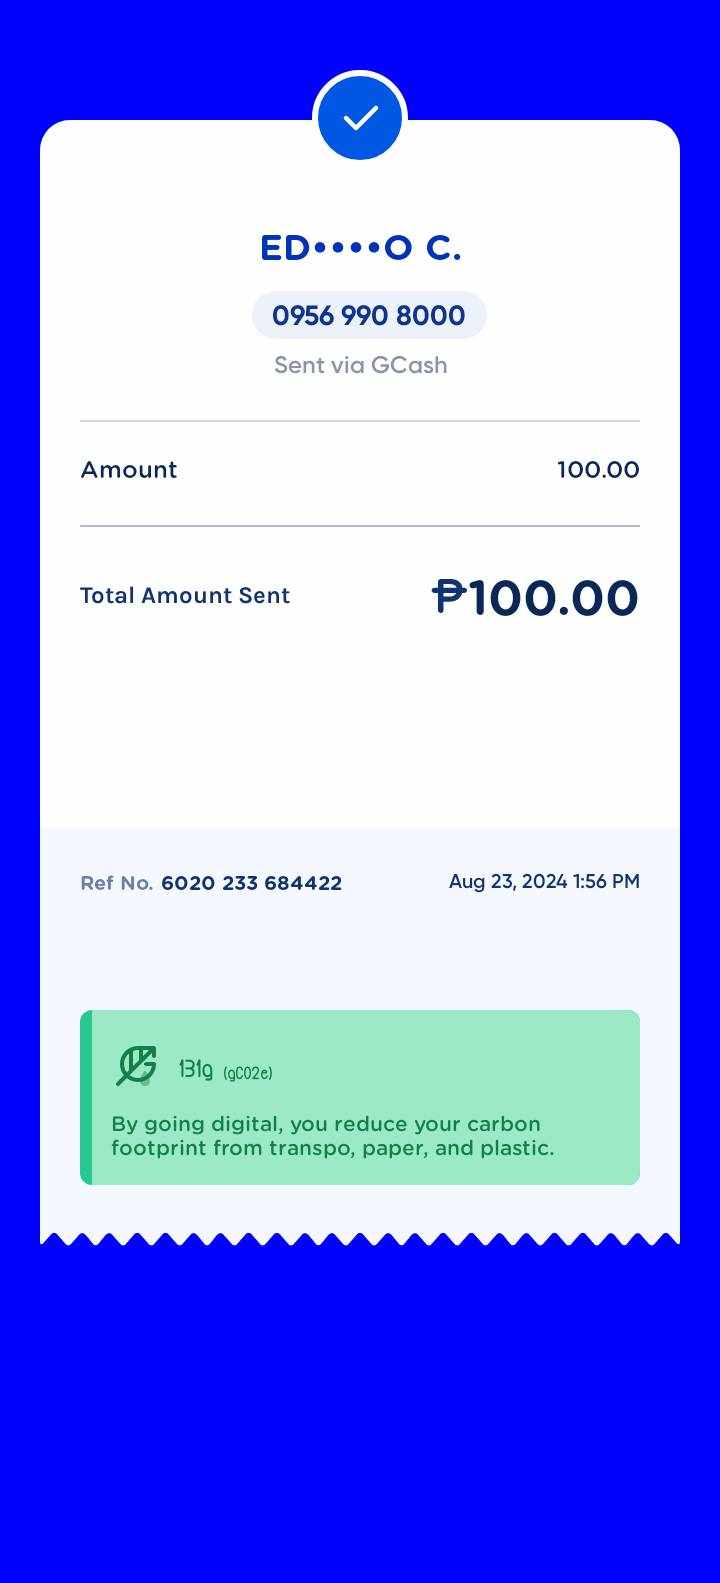 ED••••O C.
0956 990 8000
Sent via GCash
Amount 100.00
Total Amount Sent ₱100.00
Ref No. 6020 233 684422 Aug 23, 2024 1:56 PM
131g (gCO2e)
By going digital, you reduce your carbon
footprint from transpo, paper, and plastic.